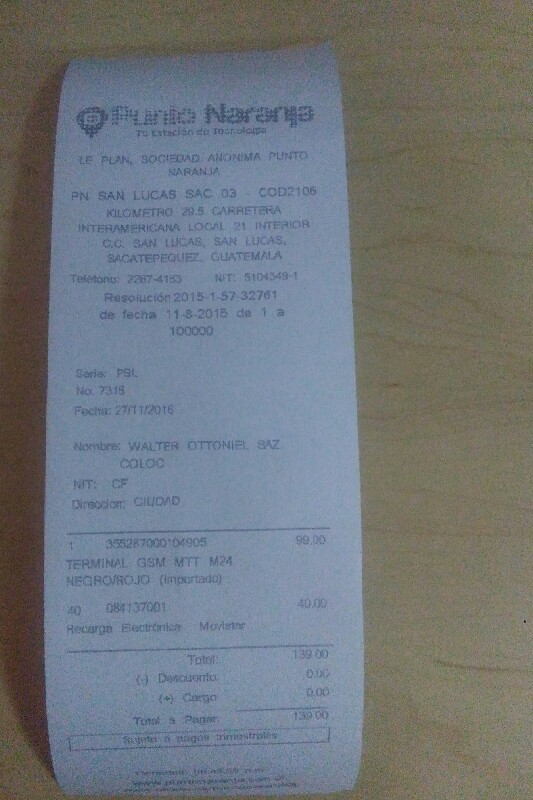 Punto Naranja
Tu Estación de Tecnología
LE PLAN, SOCIEDAD ANONIMA PUNTO
NARANJA
PN SAN LUCAS SAC 03 - COD2106
KILOMETRO 29.5 CARRETERA
INTERAMERICANA LOCAL 21 INTERIOR
C.C. SAN LUCAS, SAN LUCAS,
SACATEPEQUEZ, GUATEMALA
Teléfono: 2267-4163 NIT: 5104349-1
Resolución 2015-1-57-32761
de fecha 11-8-2015 de 1 a
100000
Serie: PSL
No. 7318
Fecha: 27/11/2016
Nombre: WALTER OTTONIEL SAZ
COLOC
NIT: CF
Direccion: CIUDAD
1 355287000104905 99.00
TERMINAL GSM MTT M24
NEGRO/ROJO (importado)
40 084137001 40.00
Recarga Electrónica Movistar
Total: 139.00
(-) Descuento: 0.00
(+) Cargo: 0.00
Total a Pagar: 139.00
Sujeto a pagos trimestrales